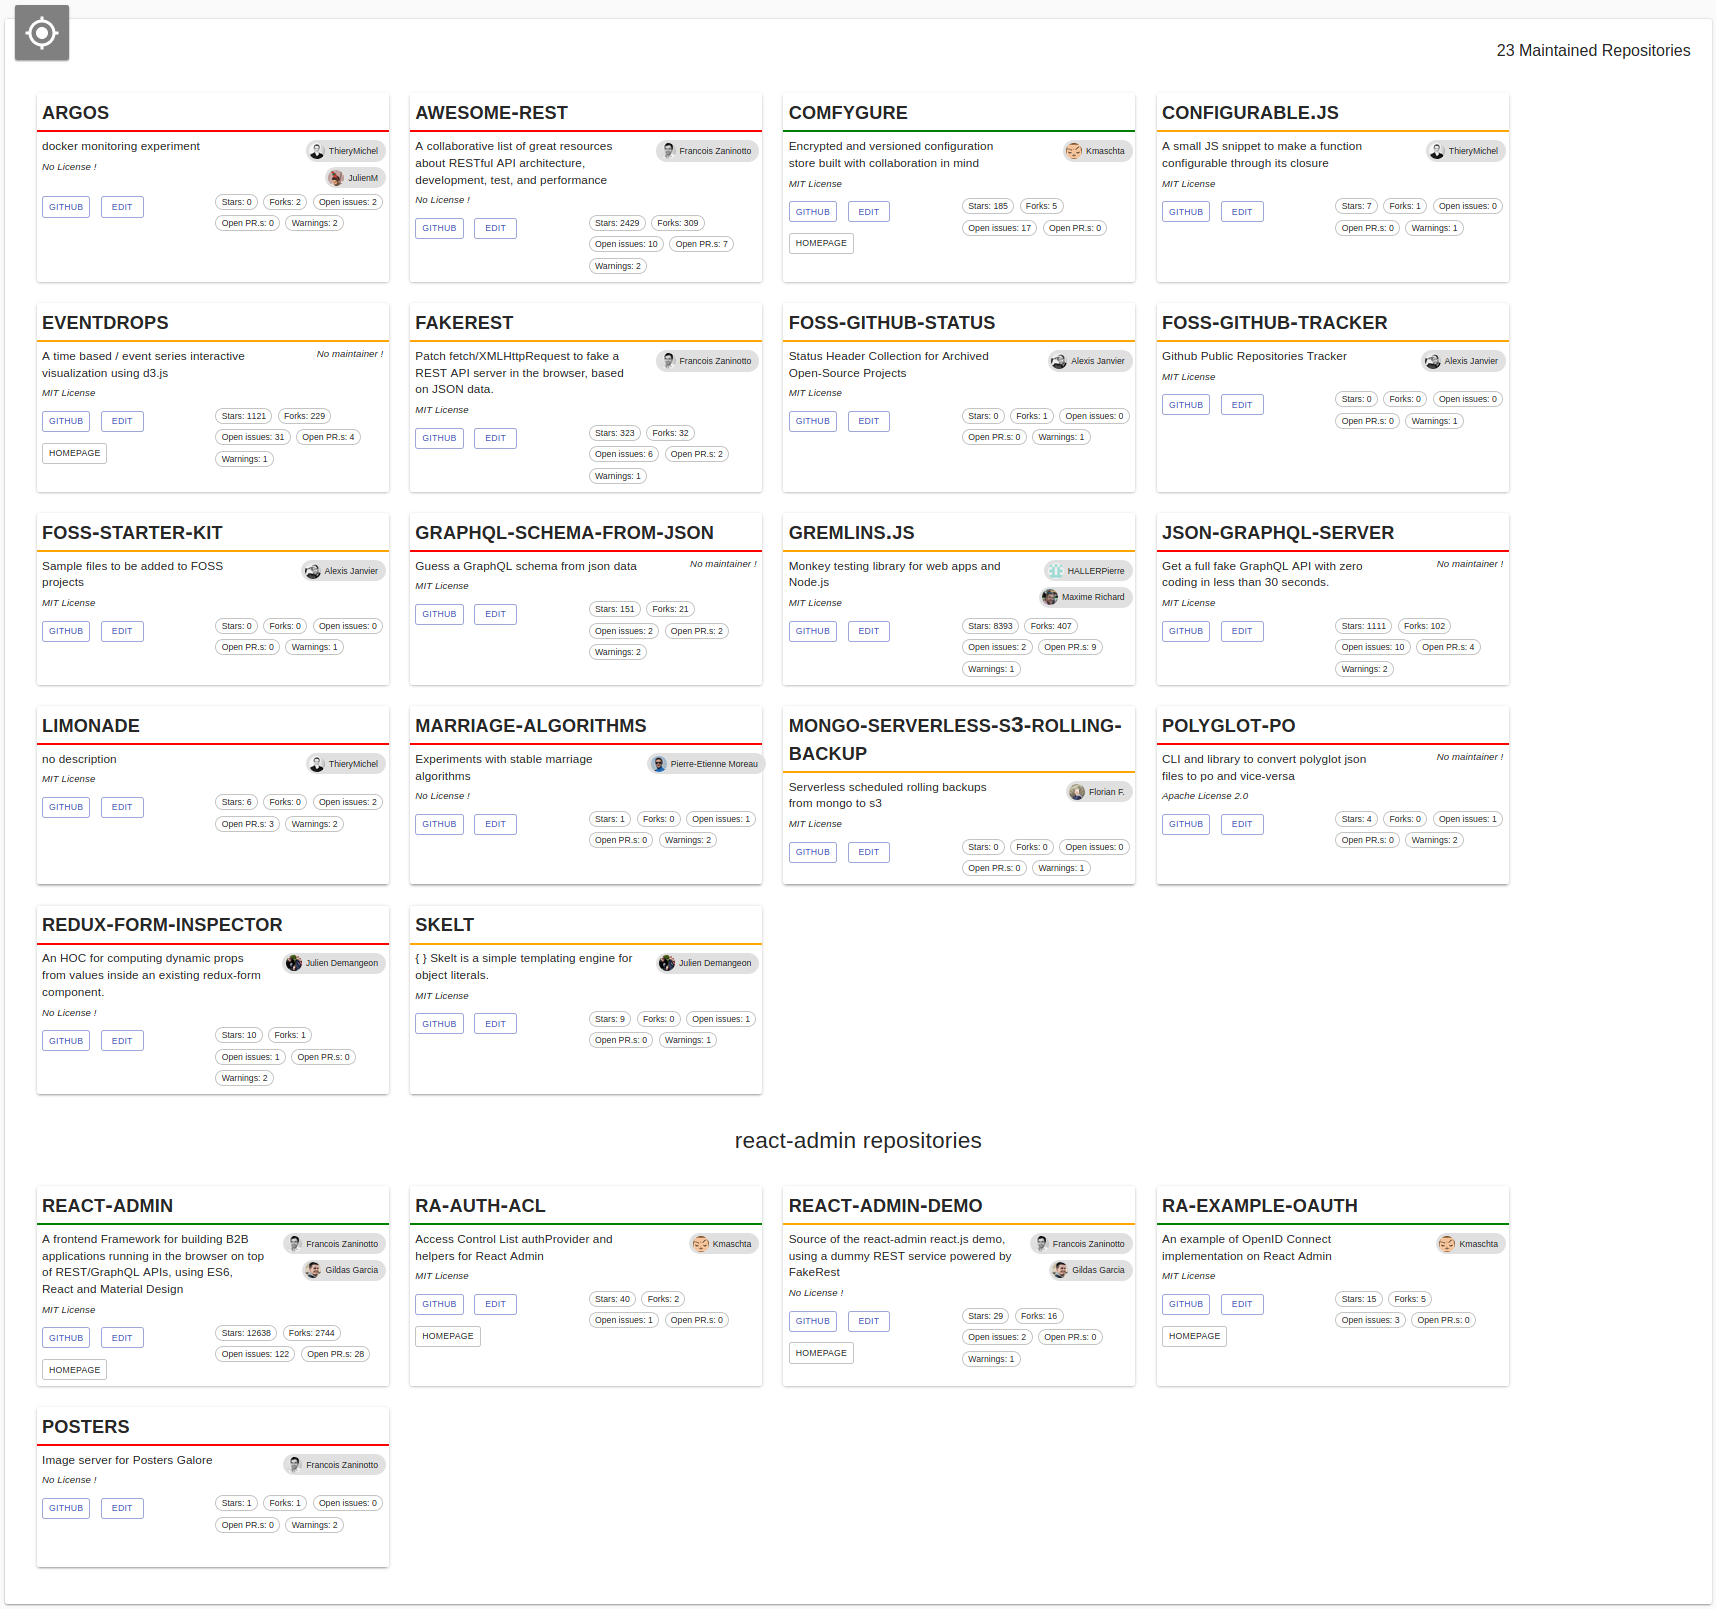 23 Maintained Repositories
ARGOS
docker monitoring experiment
No License !
ThieryMichel
JulienM
GITHUB EDIT
Stars: 0 Forks: 2 Open issues: 2
Open PR.s: 0 Warnings: 2
AWESOME-REST
A collaborative list of great resources
about RESTful API architecture,
development, test, and performance
No License !
Francois Zaninotto
GITHUB EDIT
Stars: 2429 Forks: 309
Open issues: 10 Open PR.s: 7
Warnings: 2
COMFYGURE
Encrypted and versioned configuration
store built with collaboration in mind
MIT License
Kmaschta
GITHUB EDIT
HOMEPAGE
Stars: 185 Forks: 5
Open issues: 17 Open PR.s: 0
CONFIGURABLE.JS
A small JS snippet to make a function
configurable through its closure
MIT License
ThieryMichel
GITHUB EDIT
Stars: 7 Forks: 1 Open issues: 0
Open PR.s: 0 Warnings: 1
EVENTDROPS
A time based / event series interactive
visualization using d3.js
MIT License
No maintainer !
GITHUB EDIT
HOMEPAGE
Stars: 1121 Forks: 229
Open issues: 31 Open PR.s: 4
Warnings: 1
FAKEREST
Patch fetch/XMLHttpRequest to fake a
REST API server in the browser, based
on JSON data.
MIT License
Francois Zaninotto
GITHUB EDIT
Stars: 323 Forks: 32
Open issues: 6 Open PR.s: 2
Warnings: 1
FOSS-GITHUB-STATUS
Status Header Collection for Archived
Open-Source Projects
MIT License
Alexis Janvier
GITHUB EDIT
Stars: 0 Forks: 1 Open issues: 0
Open PR.s: 0 Warnings: 1
FOSS-GITHUB-TRACKER
Github Public Repositories Tracker
MIT License
Alexis Janvier
GITHUB EDIT
Stars: 0 Forks: 0 Open issues: 0
Open PR.s: 0 Warnings: 1
FOSS-STARTER-KIT
Sample files to be added to FOSS
projects
MIT License
Alexis Janvier
GITHUB EDIT
Stars: 0 Forks: 0 Open issues: 0
Open PR.s: 0 Warnings: 1
GRAPHQL-SCHEMA-FROM-JSON
Guess a GraphQL schema from json data
MIT License
No maintainer !
GITHUB EDIT
Stars: 151 Forks: 21
Open issues: 2 Open PR.s: 2
Warnings: 2
GREMLINS.JS
Monkey testing library for web apps and
Node.js
MIT License
HALLERPierre
Maxime Richard
GITHUB EDIT
Stars: 8393 Forks: 407
Open issues: 2 Open PR.s: 9
Warnings: 1
JSON-GRAPHQL-SERVER
Get a full fake GraphQL API with zero
coding in less than 30 seconds.
MIT License
No maintainer !
GITHUB EDIT
Stars: 1111 Forks: 102
Open issues: 10 Open PR.s: 4
Warnings: 2
LIMONADE
no description
MIT License
ThieryMichel
GITHUB EDIT
Stars: 6 Forks: 0 Open issues: 2
Open PR.s: 3 Warnings: 2
MARRIAGE-ALGORITHMS
Experiments with stable marriage
algorithms
No License !
Pierre-Etienne Moreau
GITHUB EDIT
Stars: 1 Forks: 0 Open issues: 1
Open PR.s: 0 Warnings: 2
MONGO-SERVERLESS-S3-ROLLING-
BACKUP
Serverless scheduled rolling backups
from mongo to s3
MIT License
Florian F.
GITHUB EDIT
Stars: 0 Forks: 0 Open issues: 0
Open PR.s: 0 Warnings: 1
POLYGLOT-PO
CLI and library to convert polyglot json
files to po and vice-versa
Apache License 2.0
No maintainer !
GITHUB EDIT
Stars: 4 Forks: 0 Open issues: 1
Open PR.s: 0 Warnings: 2
REDUX-FORM-INSPECTOR
An HOC for computing dynamic props
from values inside an existing redux-form
component.
No License !
Julien Demangeon
GITHUB EDIT
Stars: 10 Forks: 1
Open issues: 1 Open PR.s: 0
Warnings: 2
SKELT
{ } Skelt is a simple templating engine for
object literals.
MIT License
Julien Demangeon
GITHUB EDIT
Stars: 9 Forks: 0 Open issues: 1
Open PR.s: 0 Warnings: 1
react-admin repositories
REACT-ADMIN
A frontend Framework for building B2B
applications running in the browser on top
of REST/GraphQL APIs, using ES6,
React and Material Design
MIT License
Francois Zaninotto
Gildas Garcia
GITHUB EDIT
HOMEPAGE
Stars: 12638 Forks: 2744
Open issues: 122 Open PR.s: 28
RA-AUTH-ACL
Access Control List authProvider and
helpers for React Admin
MIT License
Kmaschta
GITHUB EDIT
HOMEPAGE
Stars: 40 Forks: 2
Open issues: 1 Open PR.s: 0
REACT-ADMIN-DEMO
Source of the react-admin react.js demo,
using a dummy REST service powered by
FakeRest
No License !
Francois Zaninotto
Gildas Garcia
GITHUB EDIT
HOMEPAGE
Stars: 29 Forks: 16
Open issues: 2 Open PR.s: 0
Warnings: 1
RA-EXAMPLE-OAUTH
An example of OpenID Connect
implementation on React Admin
MIT License
Kmaschta
GITHUB EDIT
HOMEPAGE
Stars: 15 Forks: 5
Open issues: 3 Open PR.s: 0
POSTERS
Image server for Posters Galore
No License !
Francois Zaninotto
GITHUB EDIT
Stars: 1 Forks: 1 Open issues: 0
Open PR.s: 0 Warnings: 2